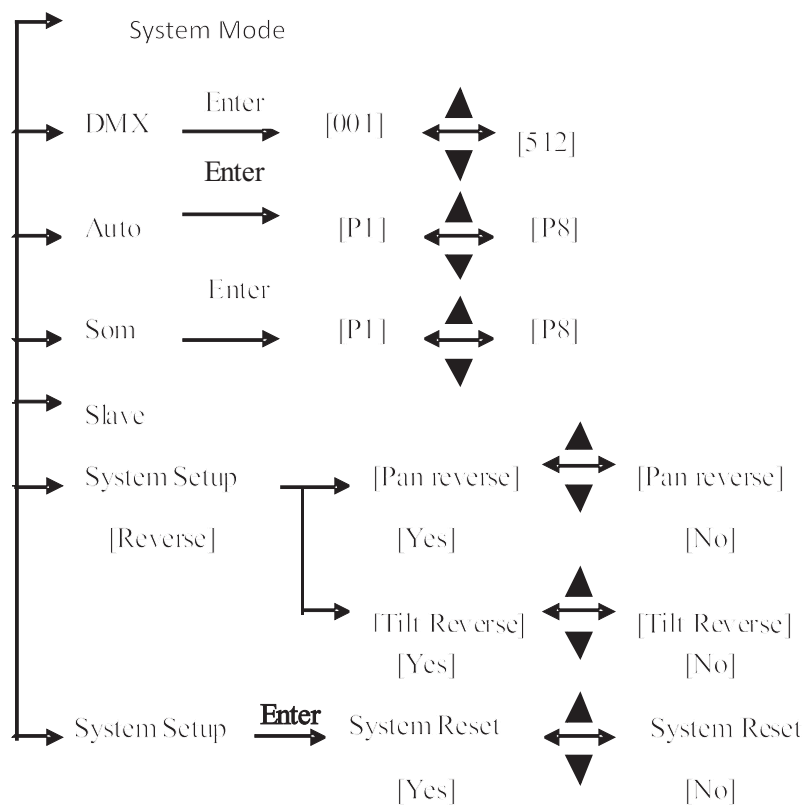 System Mode
DMX Enter [001] [512]
Auto Enter [P1] [P8]
Som Enter [P1] [P8]
Slave
System Setup [Pan reverse] [Pan reverse]
[Reverse] [Yes] [No]
[Tilt Reverse] [Tilt Reverse]
[Yes] [No]
System Setup Enter System Reset System Reset
[Yes] [No]